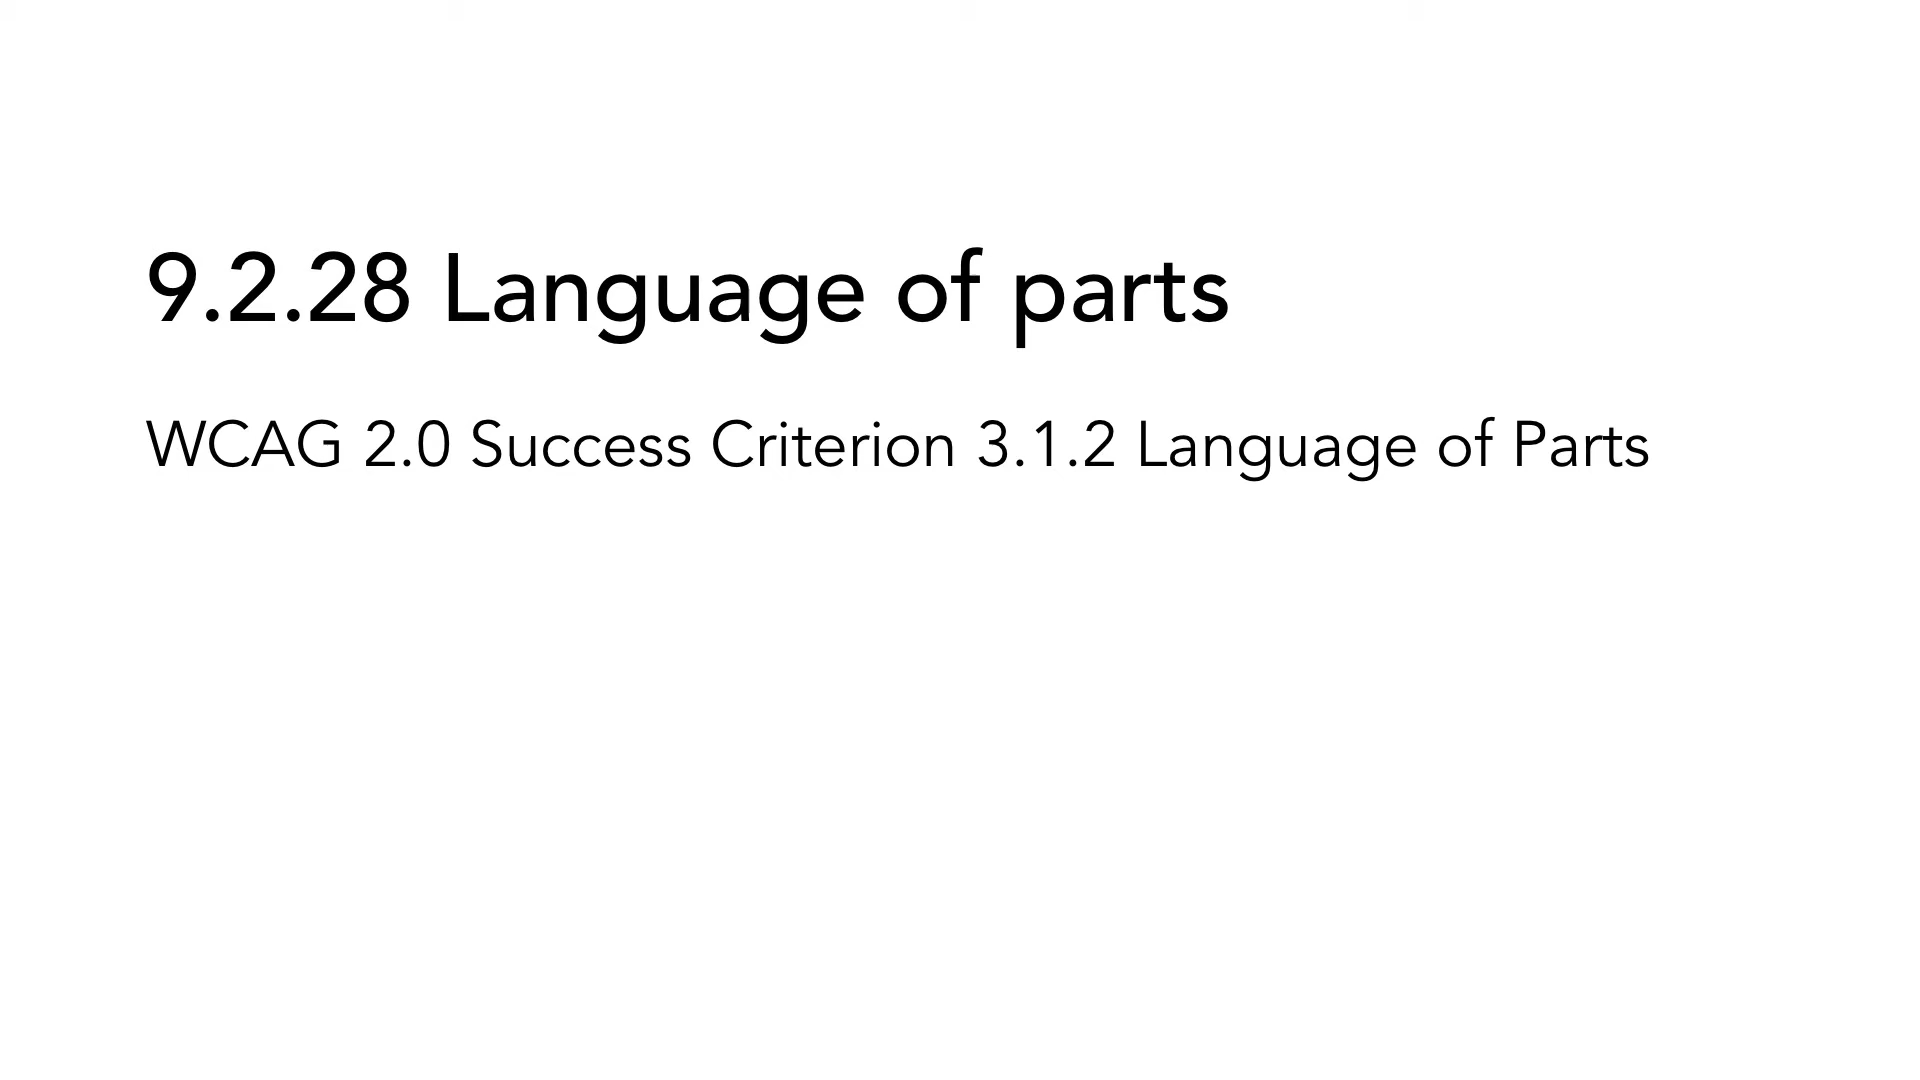 9.2.28 Language of parts
WCAG 2.0 Success Criterion 3.1.2 Language of Parts